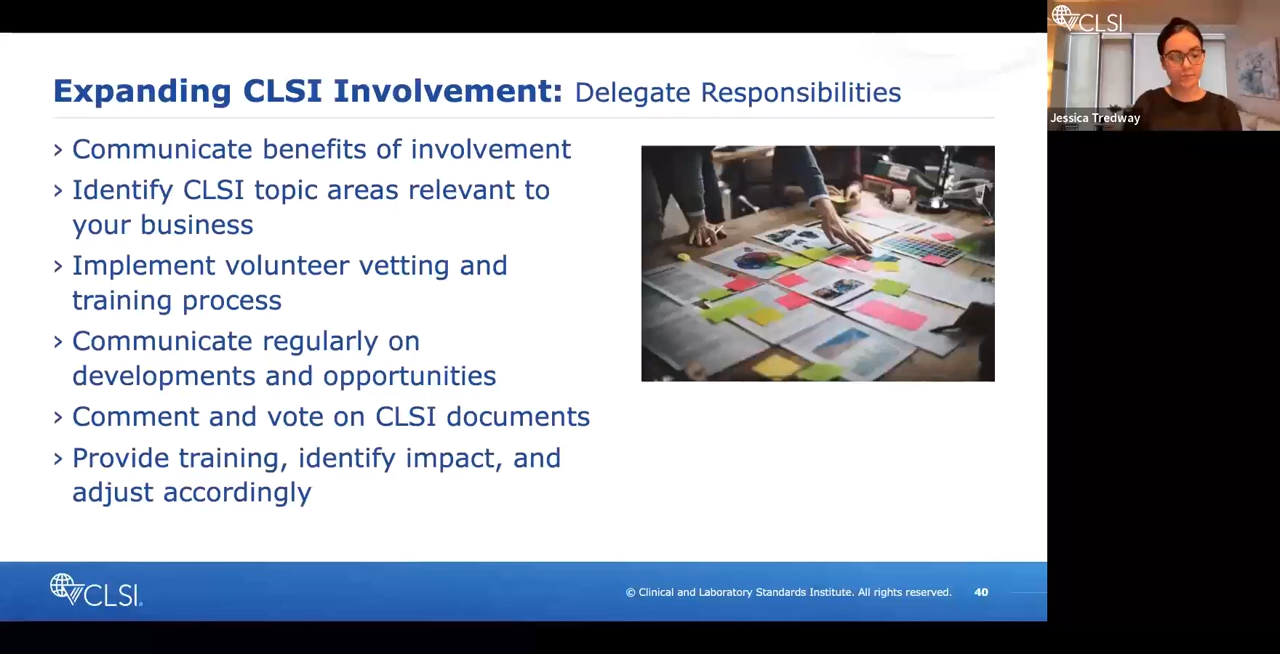 Expanding CLSI Involvement: Delegate Responsibilities
› Communicate benefits of involvement
› Identify CLSI topic areas relevant to
your business
› Implement volunteer vetting and
training process
› Communicate regularly on
developments and opportunities
› Comment and vote on CLSI documents
› Provide training, identify impact, and
adjust accordingly
CLSI
© Clinical and Laboratory Standards Institute. All rights reserved. 40
CLSI
Jessica Tredway